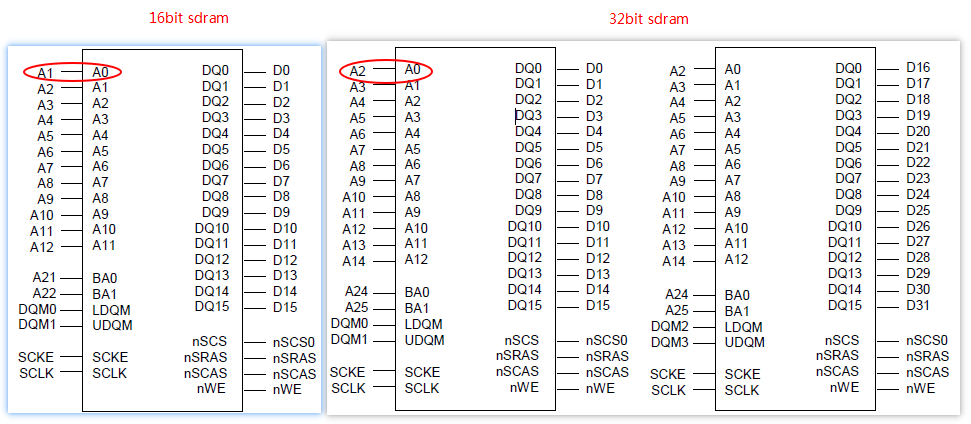 16bit sdram
32bit sdram
A1 A0 DQ0 D0
A2 A1 DQ1 D1
A3 A2 DQ2 D2
A4 A3 DQ3 D3
A5 A4 DQ4 D4
A6 A5 DQ5 D5
A7 A6 DQ6 D6
A8 A7 DQ7 D7
A9 A8 DQ8 D8
A10 A9 DQ9 D9
A11 A10 DQ10 D10
A12 A11 DQ11 D11
DQ12 D12
A21 BA0 DQ13 D13
A22 BA1 DQ14 D14
DQM0 LDQM DQ15 D15
DQM1 UDQM
nSCS nSCS0
SCKE SCKE nSRAS nSRAS
SCLK SCLK nSCAS nSCAS
nWE nWE
A2 A0 DQ0 D0
A3 A1 DQ1 D1
A4 A2 DQ2 D2
A5 A3 DQ3 D3
A6 A4 DQ4 D4
A7 A5 DQ5 D5
A8 A6 DQ6 D6
A9 A7 DQ7 D7
A10 A8 DQ8 D8
A11 A9 DQ9 D9
A12 A10 DQ10 D10
A13 A11 DQ11 D11
A14 A12 DQ12 D12
DQ13 D13
A24 BA0 DQ14 D14
A25 BA1 DQ15 D15
DQM0 LDQM
DQM1 UDQM nSCS nSCS0
nSRAS nSRAS
SCKE SCKE nSCAS nSCAS
SCLK SCLK nWE nWE
A2 A0 DQ0 D16
A3 A1 DQ1 D17
A4 A2 DQ2 D18
A5 A3 DQ3 D19
A6 A4 DQ4 D20
A7 A5 DQ5 D21
A8 A6 DQ6 D22
A9 A7 DQ7 D23
A10 A8 DQ8 D24
A11 A9 DQ9 D25
A12 A10 DQ10 D26
A13 A11 DQ11 D27
A14 A12 DQ12 D28
DQ13 D29
A24 BA0 DQ14 D30
A25 BA1 DQ15 D31
DQM2 LDQM
DQM3 UDQM nSCS nSCS0
nSRAS nSRAS
SCKE SCKE nSCAS nSCAS
SCLK SCLK nWE nWE